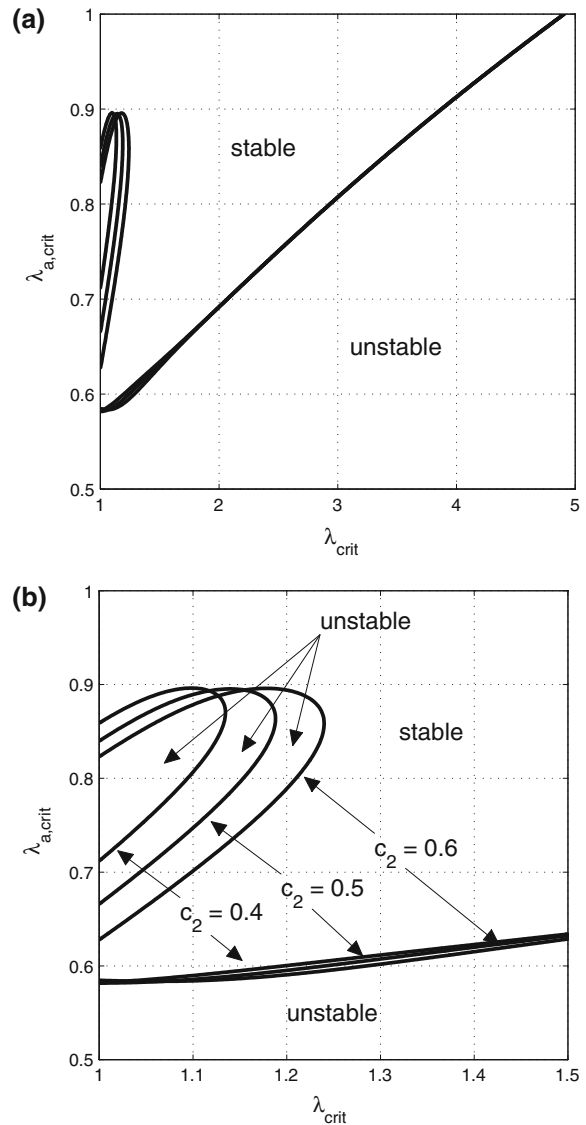 (a)
1
0.9
0.8
0.7
0.6
0.5
λa,crit
stable
unstable
1 2 3 4 5
λcrit
(b)
1
0.9
0.8
0.7
0.6
0.5
λa,crit
unstable
stable
c2 = 0.6
c2 = 0.5
c2 = 0.4
unstable
1 1.1 1.2 1.3 1.4 1.5
λcrit